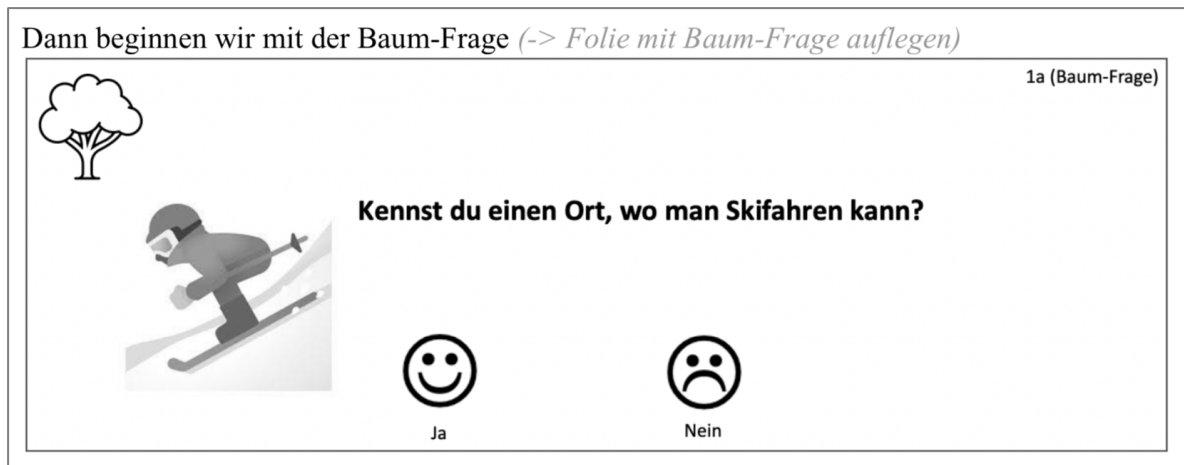 Dann beginnen wir mit der Baum-Frage (-> Folie mit Baum-Frage auflegen)
1a (Baum-Frage)
Kennst du einen Ort, wo man Skifahren kann?
Ja
Nein